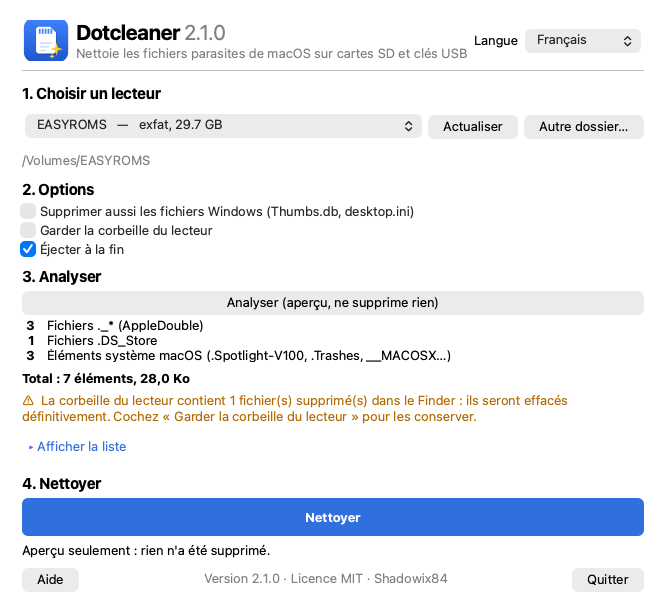 Dotcleaner 2.1.0
Nettoie les fichiers parasites de macOS sur cartes SD et clés USB
Langue
Français
1. Choisir un lecteur
EASYROMS — exfat, 29.7 GB
Actualiser
Autre dossier...
/Volumes/EASYROMS
2. Options
Supprimer aussi les fichiers Windows (Thumbs.db, desktop.ini)
Garder la corbeille du lecteur
Éjecter à la fin
3. Analyser
Analyser (aperçu, ne supprime rien)
3 Fichiers ._* (AppleDouble)
1 Fichiers .DS_Store
3 Éléments système macOS (.Spotlight-V100, .Trashes, __MACOSX…)
Total : 7 éléments, 28,0 Ko
⚠ La corbeille du lecteur contient 1 fichier(s) supprimé(s) dans le Finder : ils seront effacés
définitivement. Cochez « Garder la corbeille du lecteur » pour les conserver.
▸ Afficher la liste
4. Nettoyer
Nettoyer
Aperçu seulement : rien n'a été supprimé.
Aide
Version 2.1.0 · Licence MIT · Shadowix84
Quitter